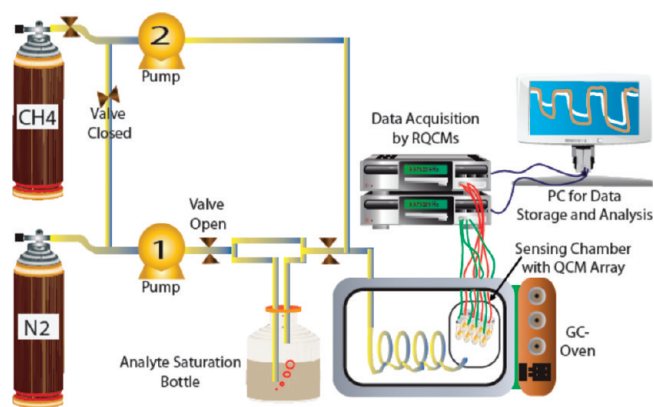 2
Pump
CH4
Valve
Closed
Data Acquisition
by RQCMs
PC for Data
Storage and Analysis
Valve
Open
1
Pump
N2
Sensing Chamber
with QCM Array
Analyte Saturation
Bottle
GC-
Oven